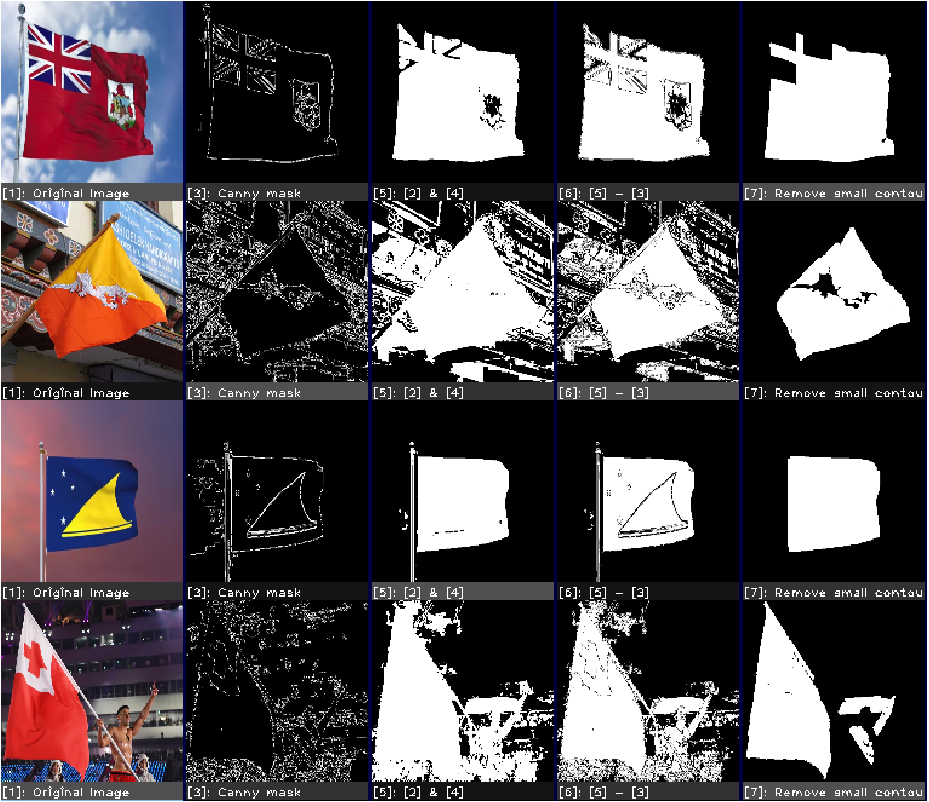 [1]: Original Image
[3]: Canny mask
[5]: [2] & [4]
[6]: [5] - [3]
[7]: Remove small contou
[1]: Original Image
[3]: Canny mask
[5]: [2] & [4]
[6]: [5] - [3]
[7]: Remove small contou
[1]: Original Image
[3]: Canny mask
[5]: [2] & [4]
[6]: [5] - [3]
[7]: Remove small contou
[1]: Original Image
[3]: Canny mask
[5]: [2] & [4]
[6]: [5] - [3]
[7]: Remove small contou